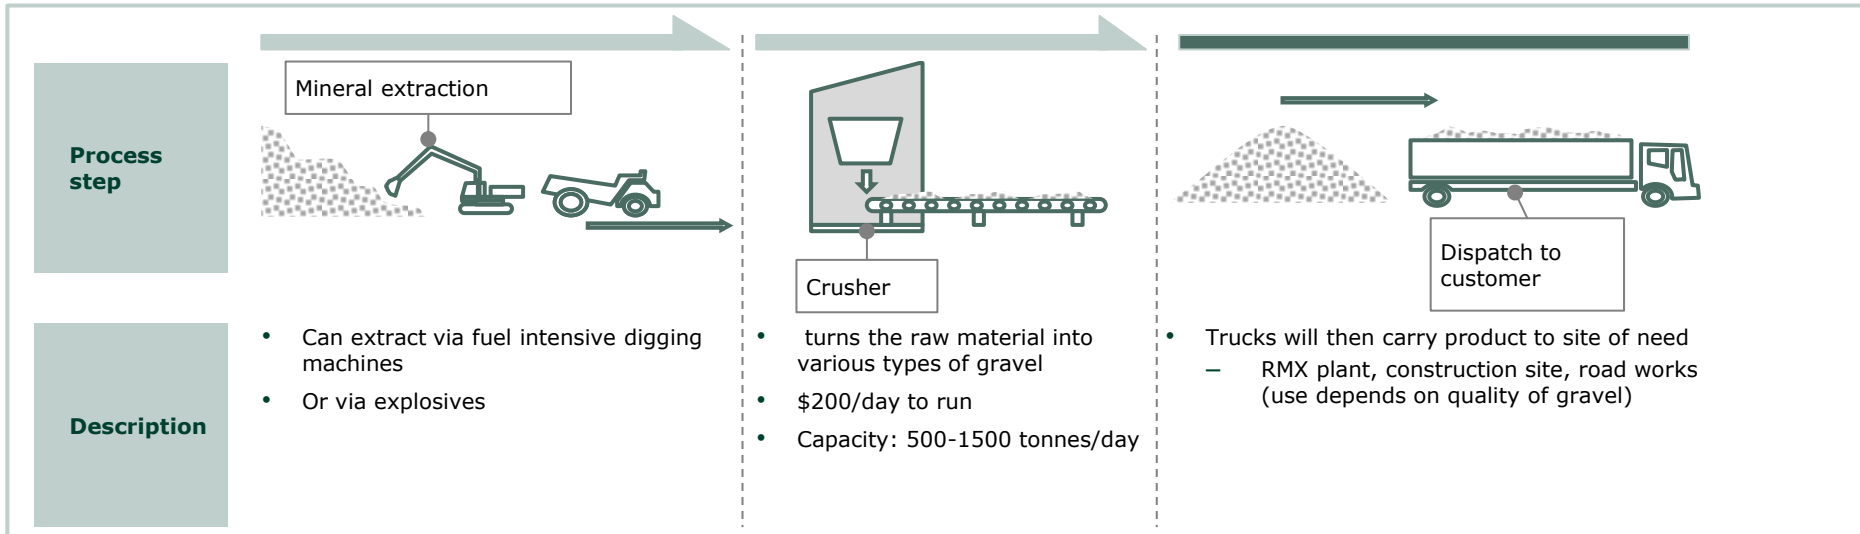 Process
step
Mineral extraction
Crusher
Dispatch to
customer
Description
• Can extract via fuel intensive digging
machines
• Or via explosives
• turns the raw material into
various types of gravel
• $200/day to run
• Capacity: 500-1500 tonnes/day
• Trucks will then carry product to site of need
– RMX plant, construction site, road works
(use depends on quality of gravel)